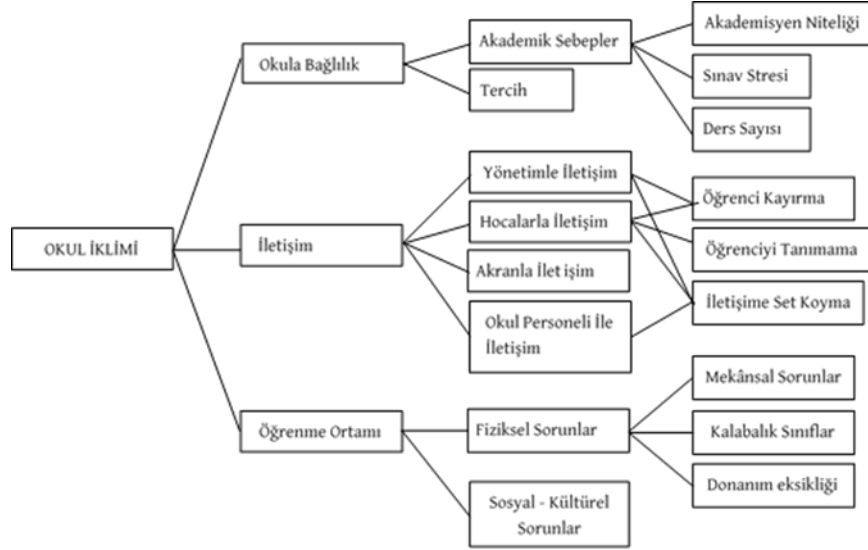 OKUL İKLİMİ
Okula Bağlılık
Akademik Sebepler
Tercih
Akademisyen Niteliği
Sınav Stresi
Ders Sayısı
İletişim
Yönetimle İletişim
Hocalarla İletişim
Akranla İlet işim
Okul Personeli İle
İletişim
Öğrenci Kayırma
Öğrenciyi Tanımama
İletişime Set Koyma
Öğrenme Ortamı
Fiziksel Sorunlar
Sosyal - Kültürel
Sorunlar
Mekânsal Sorunlar
Kalabalık Sınıflar
Donanım eksikliği